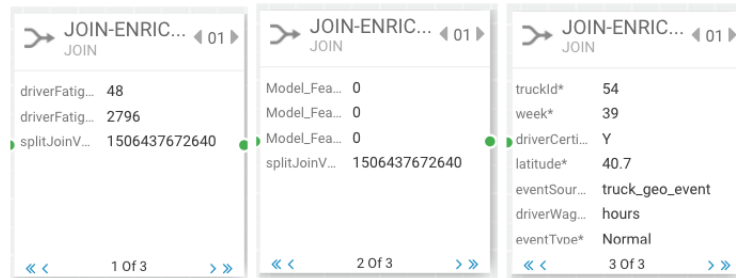 JOIN-ENRIC... 01
JOIN
driverFatig... 48
driverFatig... 2796
splitJoinV... 1506437672640
1 Of 3
JOIN-ENRIC... 01
JOIN
Model_Fea... 0
Model_Fea... 0
Model_Fea... 0
splitJoinV... 1506437672640
2 Of 3
JOIN-ENRIC... 01
JOIN
truckId* 54
week* 39
driverCerti... Y
latitude* 40.7
eventSour... truck_geo_event
driverWag... hours
eventType* Normal
3 Of 3